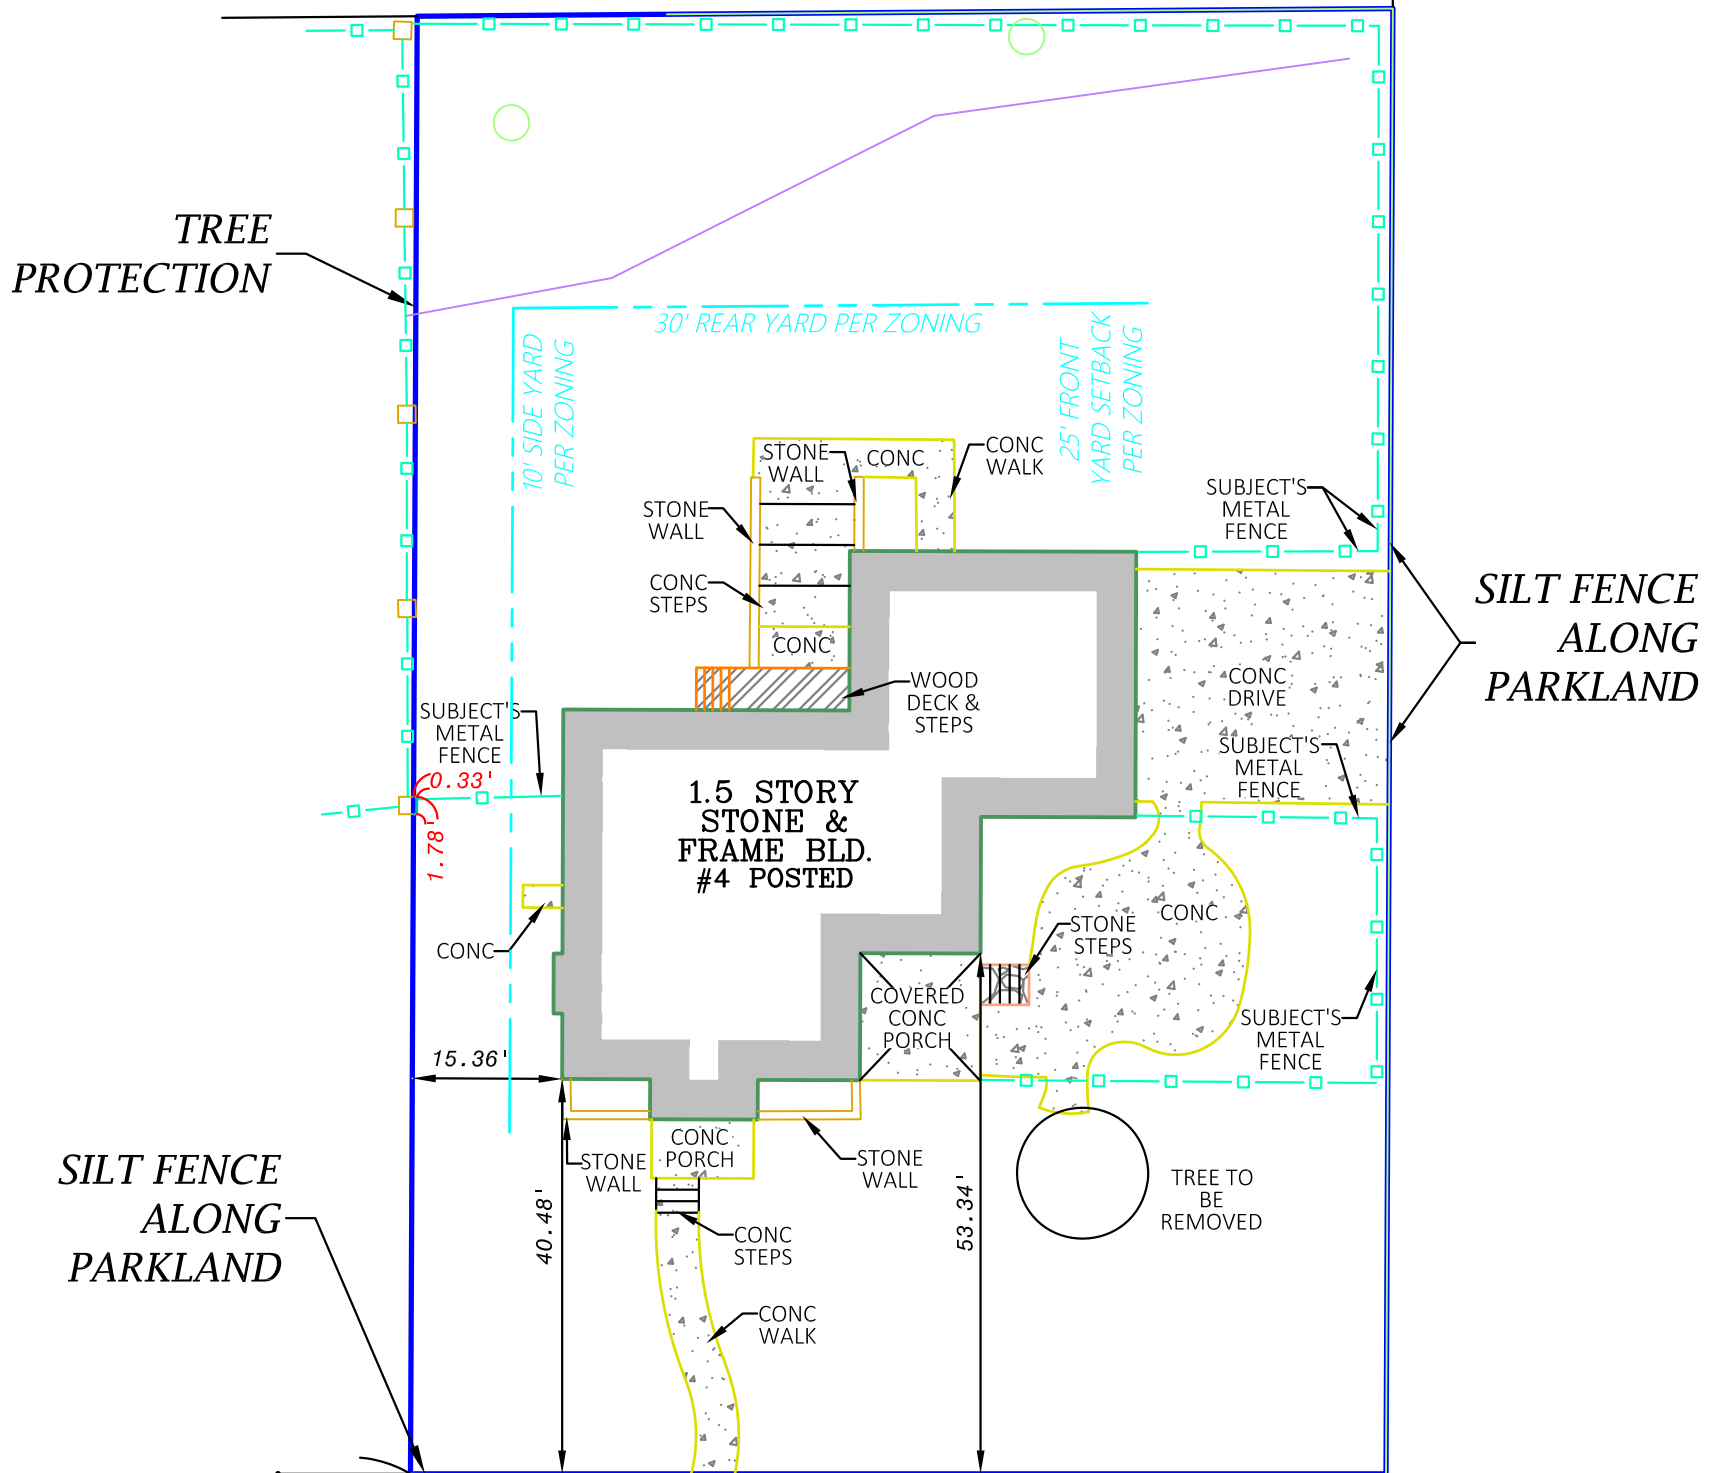 TREE
PROTECTION
30' REAR YARD PER ZONING
10' SIDE YARD
PER ZONING
25' FRONT
YARD SETBACK
PER ZONING
STONE
WALL
CONC
CONC
WALK
STONE
WALL
SUBJECT'S
METAL
FENCE
CONC
STEPS
CONC
SILT FENCE
ALONG
PARKLAND
WOOD
DECK &
STEPS
CONC
DRIVE
SUBJECT'S
METAL
FENCE
SUBJECT'S
METAL
FENCE
0.33'
1.78'
1.5 STORY
STONE &
FRAME BLD.
#4 POSTED
CONC
STONE
STEPS
CONC
COVERED
CONC
PORCH
SUBJECT'S
METAL
FENCE
15.36'
CONC
PORCH
STONE
WALL
STONE
WALL
SILT FENCE
ALONG
PARKLAND
TREE TO
BE
REMOVED
40.48'
53.34'
CONC
STEPS
CONC
WALK